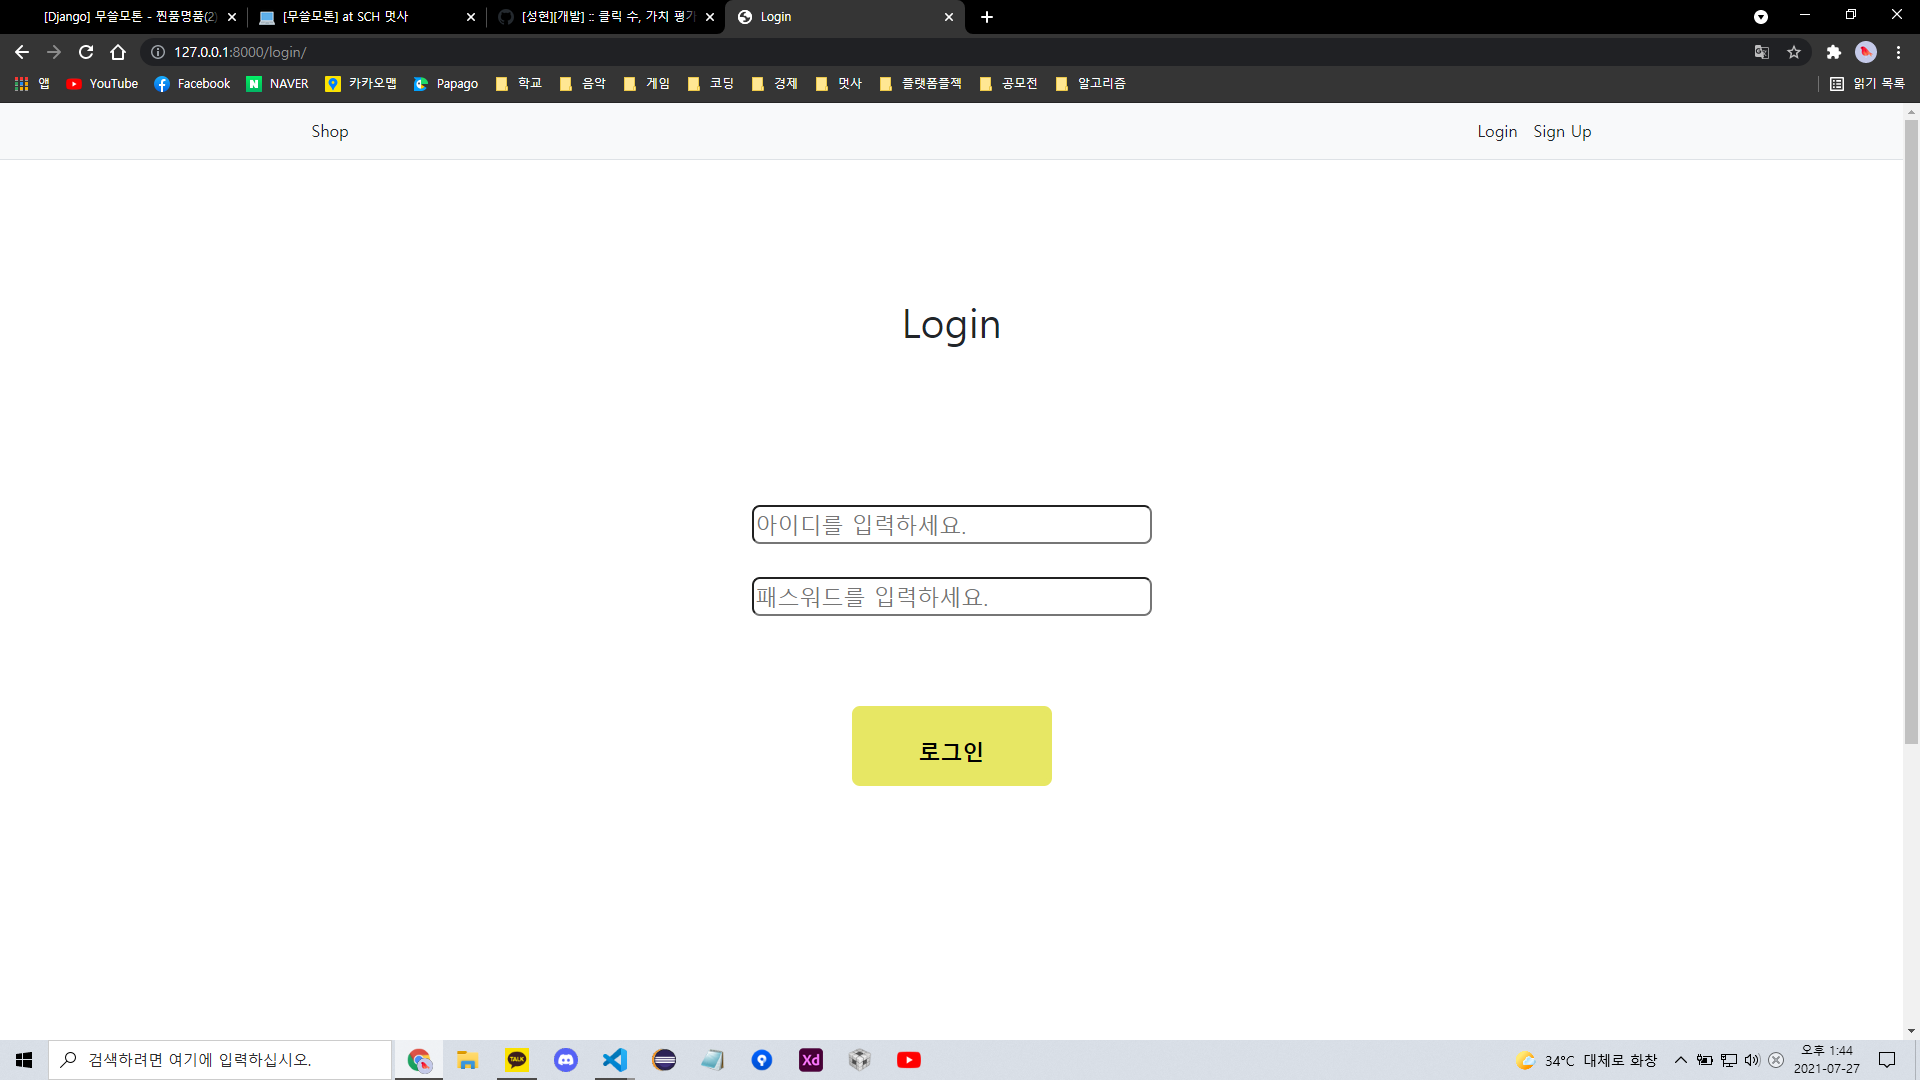 [Django] 무쓸모톤 - 찐품명품(2)
[무쓸모톤] at SCH 멋사
[성현][개발] :: 클릭 수, 가치 평가
Login
127.0.0.1:8000/login/
앱 YouTube Facebook NAVER 카카오맵 Papago 학교 음악 게임 코딩 경제 멋사 플랫폼플젝 공모전 알고리즘 읽기 목록
Shop Login Sign Up
Login
아이디를 입력하세요.
패스워드를 입력하세요.
로그인
검색하려면 여기에 입력하십시오.
TALK
Xd
34°C 대체로 화창
오후 1:44
2021-07-27